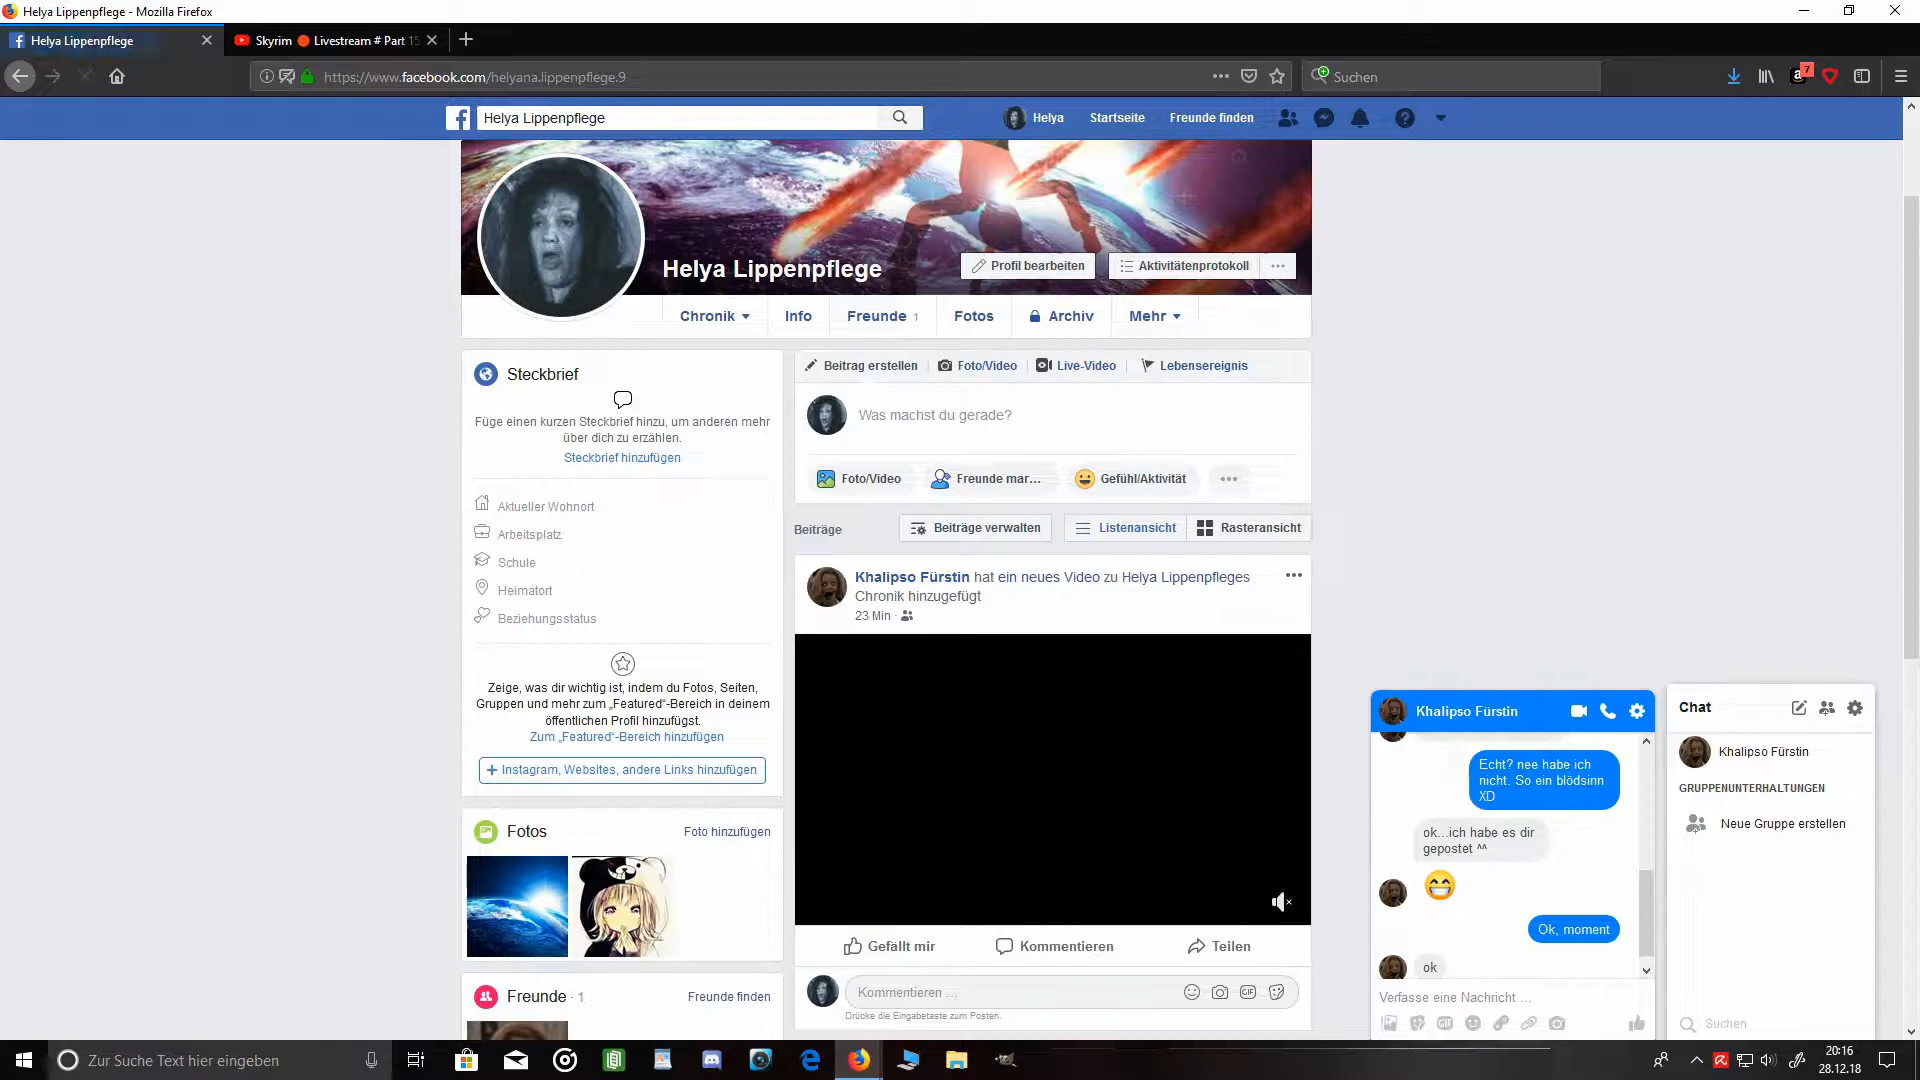 Helya Lippenpflege - Mozilla Firefox
Helya Lippenpflege
Skyrim 🔴 Livestream # Part 15
https://www.facebook.com/helyana.lippenpflege.9
Suchen
7
Helya Lippenpflege
Helya
Startseite
Freunde finden
Helya Lippenpflege
Profil bearbeiten
Aktivitätenprotokoll
Chronik
Info
Freunde 1
Fotos
Archiv
Mehr
Steckbrief
Füge einen kurzen Steckbrief hinzu, um anderen mehr
über dich zu erzählen.
Steckbrief hinzufügen
Aktueller Wohnort
Arbeitsplatz
Schule
Heimatort
Beziehungsstatus
Zeige, was dir wichtig ist, indem du Fotos, Seiten,
Gruppen und mehr zum „Featured“-Bereich in deinem
öffentlichen Profil hinzufügst.
Zum „Featured“-Bereich hinzufügen
+ Instagram, Websites, andere Links hinzufügen
Fotos
Foto hinzufügen
Freunde · 1
Freunde finden
Beitrag erstellen
Foto/Video
Live-Video
Lebensereignis
Was machst du gerade?
Foto/Video
Freunde mar...
Gefühl/Aktivität
Beiträge
Beiträge verwalten
Listenansicht
Rasteransicht
Khalipso Fürstin hat ein neues Video zu Helya Lippenpfleges
Chronik hinzugefügt
23 Min ·
Gefällt mir
Kommentieren
Teilen
Kommentieren ...
Drücke die Eingabetaste zum Posten.
Khalipso Fürstin
Echt? nee habe ich
nicht. So ein blödsinn
XD
ok...ich habe es dir
gepostet ^^
Ok, moment
ok
Verfasse eine Nachricht ...
GIF
Chat
Khalipso Fürstin
GRUPPENUNTERHALTUNGEN
Neue Gruppe erstellen
Suchen
Zur Suche Text hier eingeben
20:16
28.12.18